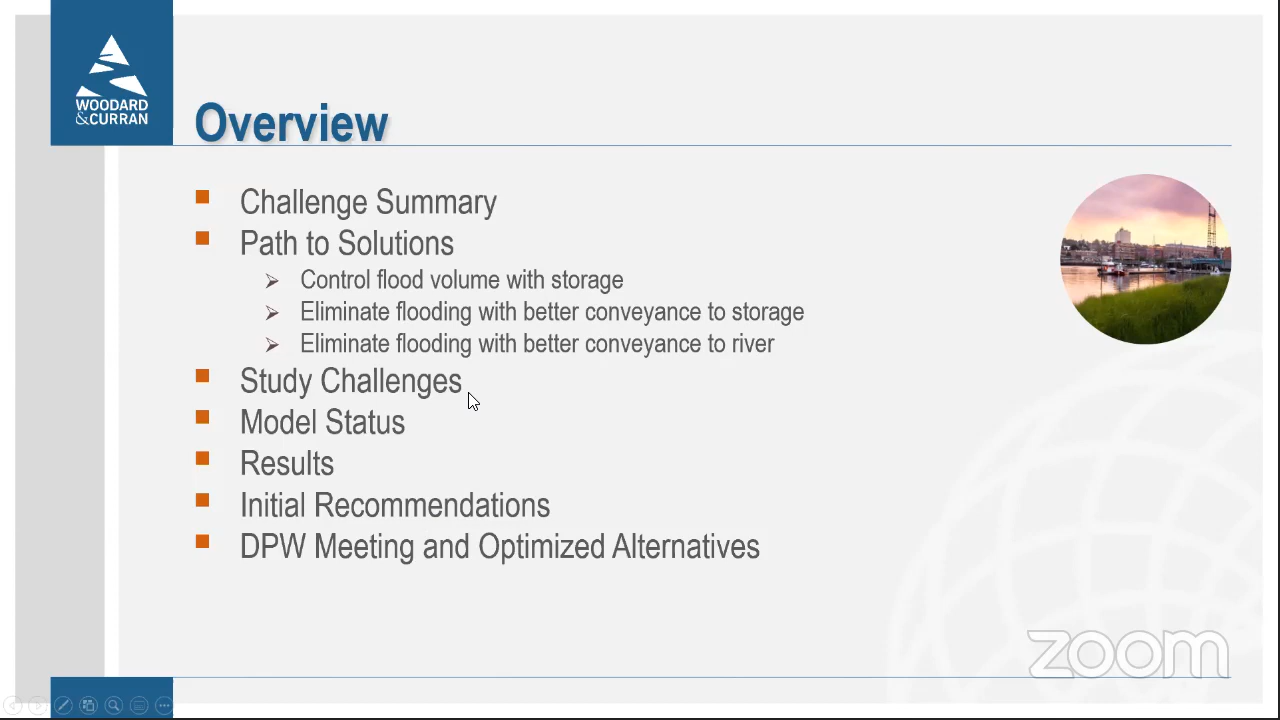 WOODARD
&CURRAN
Overview
Challenge Summary
Path to Solutions
Control flood volume with storage
Eliminate flooding with better conveyance to storage
Eliminate flooding with better conveyance to river
Study Challenges
Model Status
Results
Initial Recommendations
DPW Meeting and Optimized Alternatives
zoom